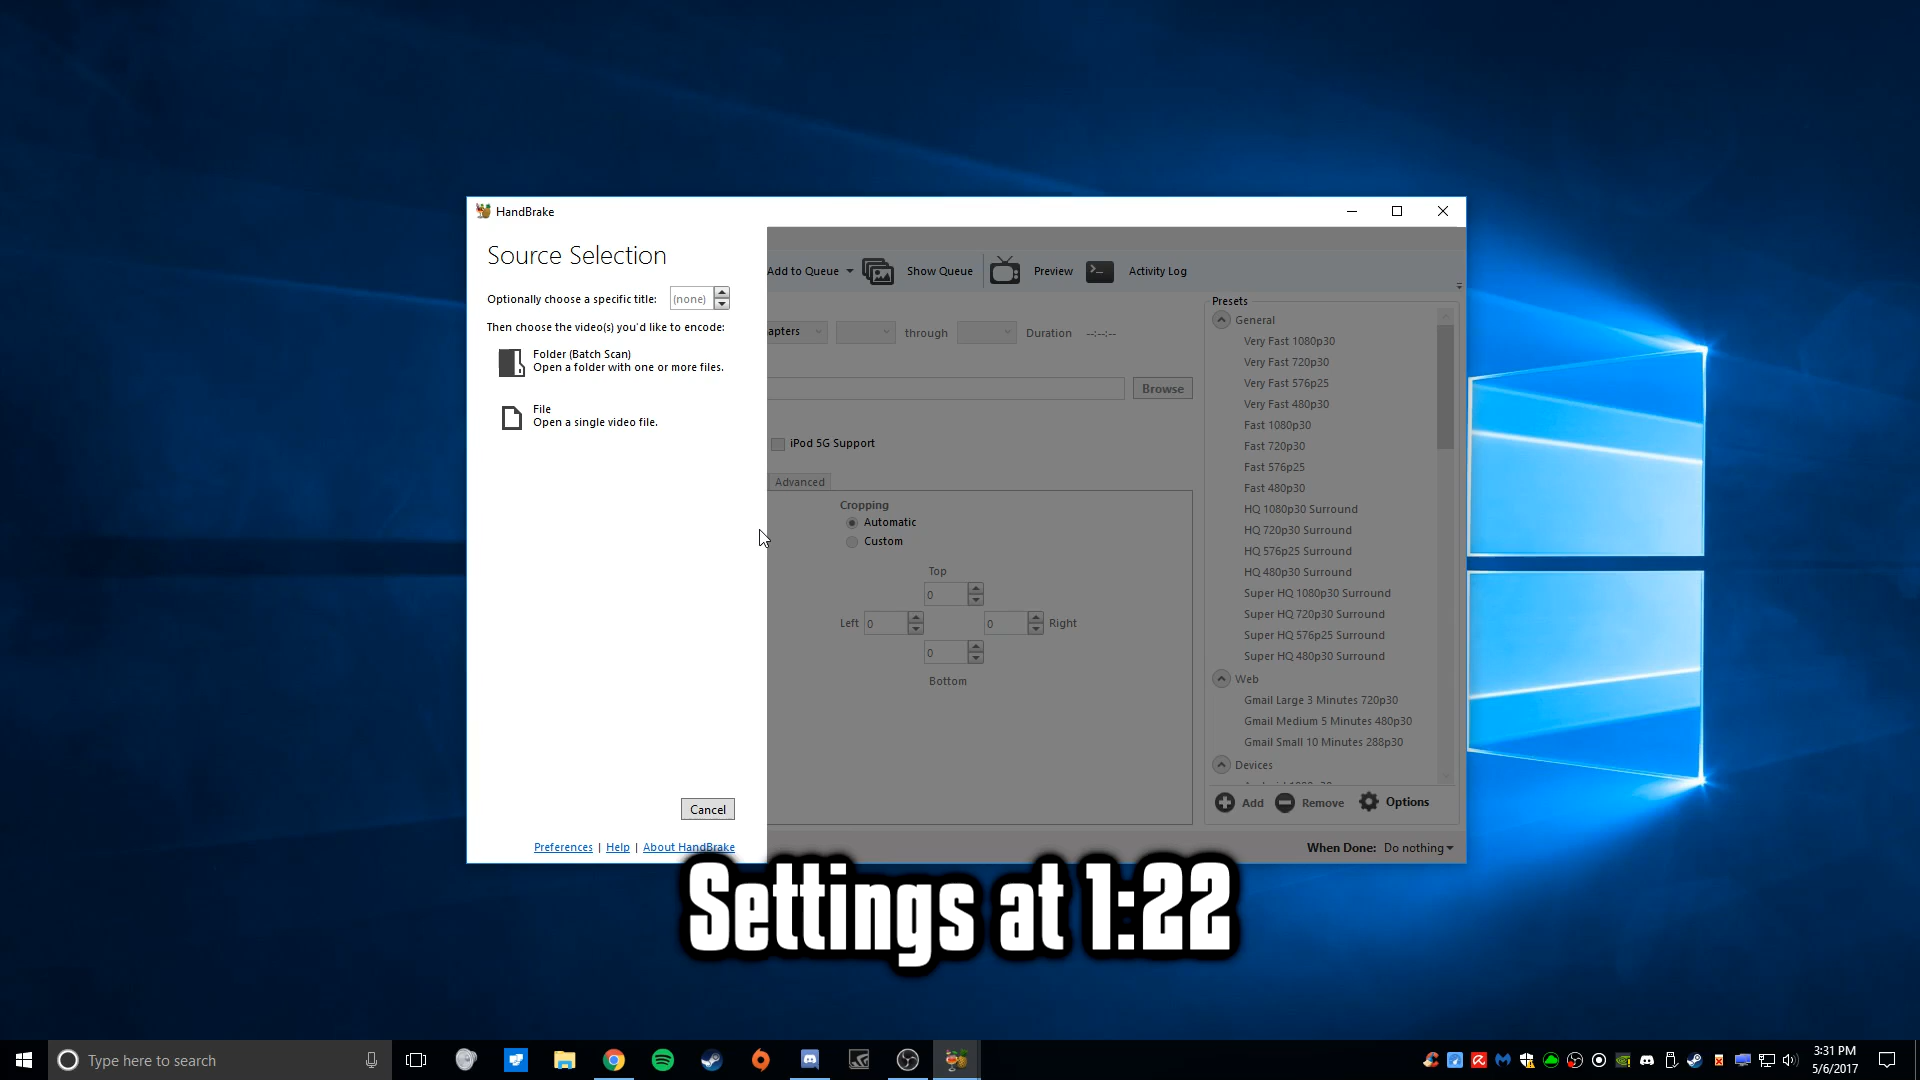 HandBrake
Source Selection
Optionally choose a specific title: (none)
Then choose the video(s) you'd like to encode:
Folder (Batch Scan)
Open a folder with one or more files.
File
Open a single video file.
Cancel
Preferences | Help | About HandBrake
Add to Queue
Show Queue
Preview
Activity Log
apters
through
Duration --:--:--
Browse
iPod 5G Support
Advanced
Cropping
Automatic
Custom
Top
0
Left 0
0 Right
0
Bottom
Presets
General
Very Fast 1080p30
Very Fast 720p30
Very Fast 576p25
Very Fast 480p30
Fast 1080p30
Fast 720p30
Fast 576p25
Fast 480p30
HQ 1080p30 Surround
HQ 720p30 Surround
HQ 576p25 Surround
HQ 480p30 Surround
Super HQ 1080p30 Surround
Super HQ 720p30 Surround
Super HQ 576p25 Surround
Super HQ 480p30 Surround
Web
Gmail Large 3 Minutes 720p30
Gmail Medium 5 Minutes 480p30
Gmail Small 10 Minutes 288p30
Devices
Add Remove Options
When Done: Do nothing
Settings at 1:22
Type here to search
3:31 PM
5/6/2017